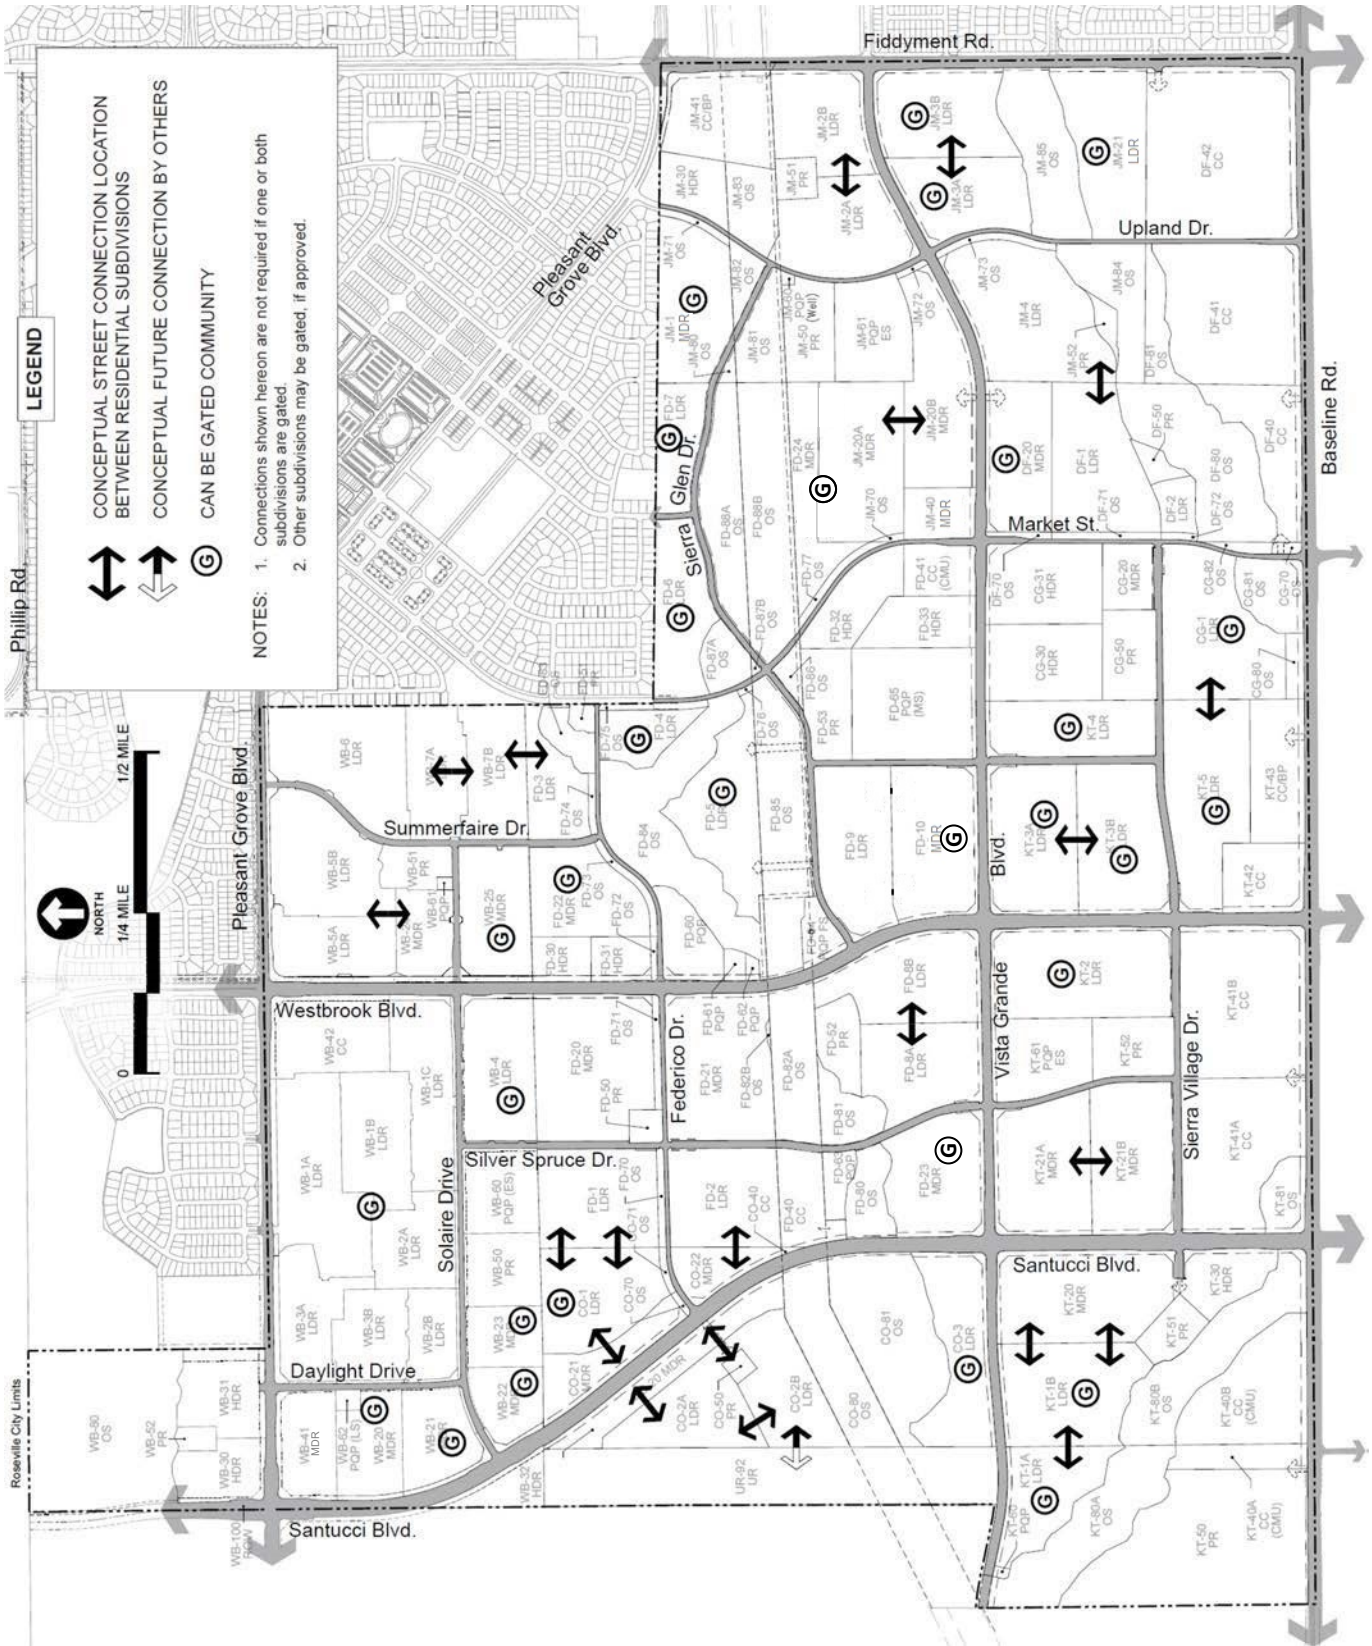 LEGEND
CONCEPTUAL STREET CONNECTION LOCATION
BETWEEN RESIDENTIAL SUBDIVISIONS
CONCEPTUAL FUTURE CONNECTION BY OTHERS
G
CAN BE GATED COMMUNITY
NOTES:
1. Connections shown hereon are not required if one or both
subdivisions are gated.
2. Other subdivisions may be gated, if approved.
NORTH
0
1/4 MILE
1/2 MILE
Roseville City Limits
Phillip Rd.
Fiddyment Rd.
Pleasant
Grove Blvd.
Pleasant Grove Blvd.
Summerfaire Dr.
Westbrook Blvd.
Solaire Drive
Daylight Drive
Santucci Blvd.
Silver Spruce Dr.
Federico Dr.
Sierra Glen Dr.
Upland Dr.
Market St.
Baseline Rd.
Vista Grande Blvd.
Sierra Village Dr.
Santucci Blvd.
JM-41
CC/BP
JM-30
HDR
JM-83
OS
JM-2B
LDR
JM-51
PR
JM-2A
LDR
JM-3B
LDR
JM-3A
LDR
JM-85
OS
JM-21
LDR
DF-42
CC
JM-71
OS
JM-82
OS
JM-1
MDR
JM-80
OS
JM-81
OS
JM-60
PQP
(Well)
JM-50
PR
JM-61
PQP
ES
JM-72
OS
JM-73
OS
JM-4
LDR
JM-84
OS
JM-52
PR
DF-81
OS
DF-41
CC
FD-7
LDR
FD-24
MDR
JM-20A
MDR
JM-20B
MDR
JM-70
OS
JM-40
MDR
DF-20
MDR
DF-1
LDR
DF-50
PR
DF-80
OS
DF-40
CC
DF-71
OS
DF-2
LDR
DF-72
OS
FD-88A
OS
FD-88B
OS
FD-6
LDR
FD-87A
OS
FD-87B
OS
FD-77
OS
FD-41
CC
(CMU)
FD-32
HDR
FD-33
HDR
FD-86
OS
FD-65
PQP
(MS)
FD-53
PR
DF-70
OS
CG-31
HDR
CG-20
MDR
CG-30
HDR
CG-50
PR
CG-82
OS
CG-81
OS
CG-70
OS
CG-1
LDR
CG-80
OS
KT-4
LDR
KT-5
LDR
KT-43
CC/BP
KT-42
CC
KT-3A
LDR
KT-3B
LDR
WB-6
LDR
WB-7A
WB-7B
LDR
FD-3
LDR
FD-74
OS
FD-75
OS
FD-4
LDR
FD-5
LDR
FD-84
OS
FD-85
OS
FD-9
LDR
FD-10
MDR
WB-5B
LDR
WB-51
PR
WB-61
PQP
WB-5A
LDR
MDR
WB-25
MDR
FD-22
MDR
FD-73
OS
FD-72
OS
FD-30
HDR
FD-31
HDR
FD-60
PQP
FD-61
PQP
FD-62
PQP
FD-8B
LDR
KT-2
LDR
KT-41B
CC
WB-42
CC
WB-1C
LDR
WB-1B
LDR
WB-1A
LDR
WB-2A
LDR
WB-4
LDR
FD-20
MDR
FD-71
OS
FD-50
PR
FD-21
MDR
FD-82B
OS
FD-82A
OS
FD-52
PR
FD-8A
LDR
FD-81
OS
KT-61
PQP
ES
KT-52
PR
KT-21A
MDR
KT-21B
MDR
KT-41A
CC
KT-81
OS
WB-60
PQP (ES)
FD-1
LDR
FD-70
OS
CO-71
OS
FD-2
LDR
CO-40
CC
FD-40
CC
FD-80
OS
FD-23
MDR
WB-3A
LDR
WB-3B
LDR
WB-2B
LDR
WB-50
PR
WB-23
MDR
CO-1
LDR
CO-70
OS
CO-22
MDR
CO-81
OS
CO-3
LDR
KT-20
MDR
KT-30
HDR
KT-51
PR
KT-1B
LDR
KT-80B
OS
KT-40B
CC
(CMU)
WB-80
OS
WB-52
PR
WB-31
HDR
WB-30
HDR
WB-41
MDR
WB-62
PQP (LS)
WB-20
MDR
WB-21
WB-22
MDR
CO-21
MDR
20 MDR
CO-2A
LDR
CO-50
PR
CO-2B
LDR
CO-80
OS
WB-32
HDR
UR-92
UR
WB-100
ROW
KT-1A
LDR
KT-60
PQP
KT-80A
OS
KT-50
PR
KT-40A
CC
(CMU)